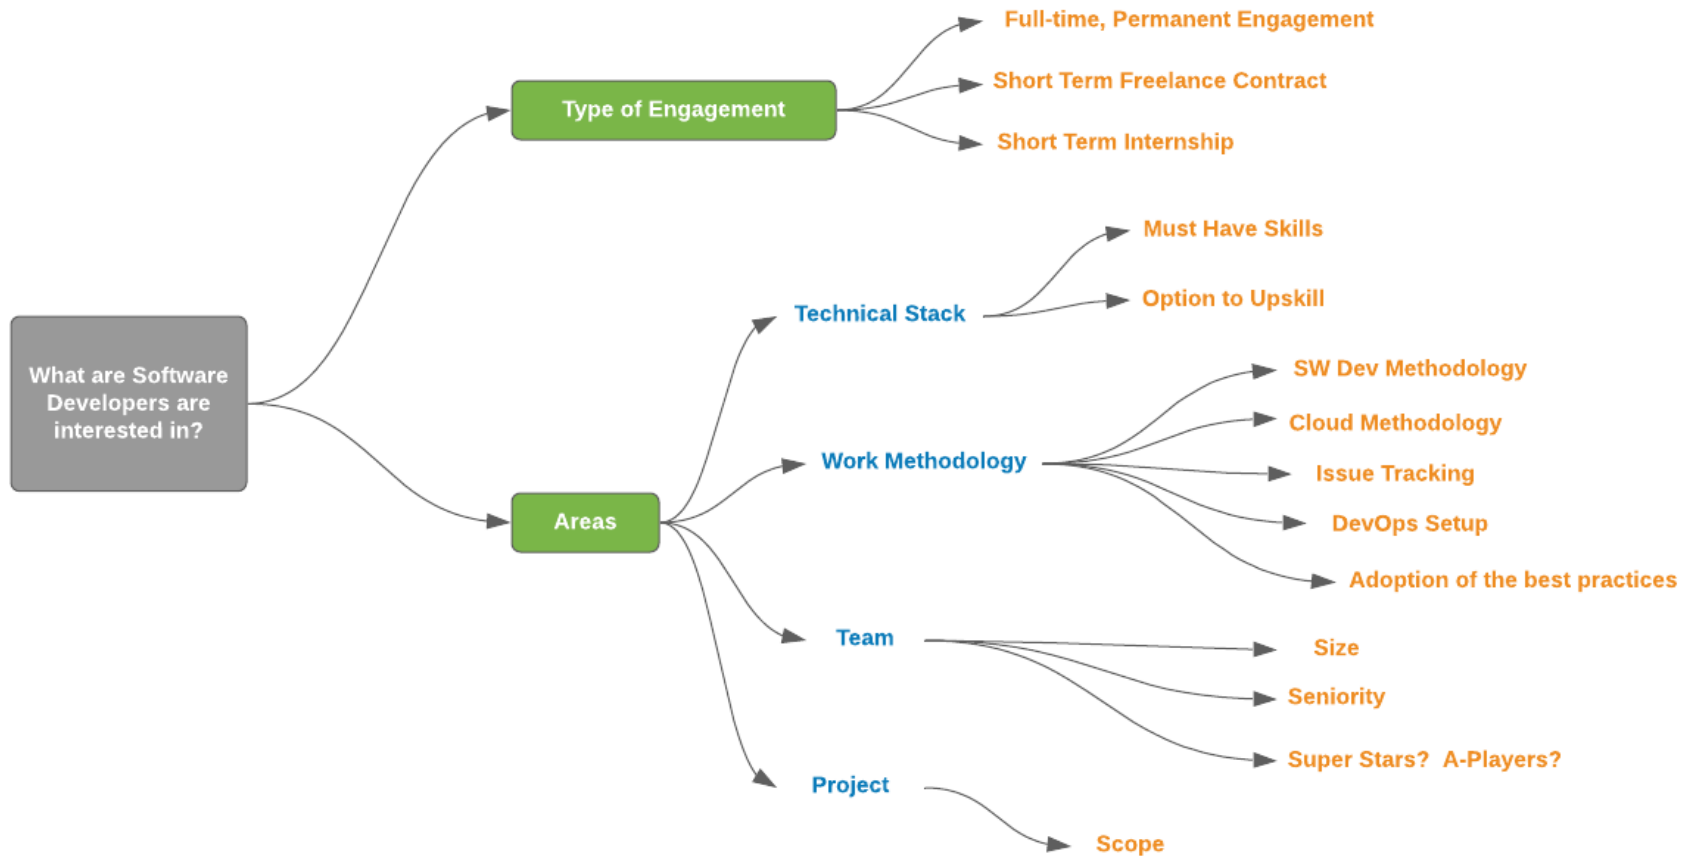 What are Software
Developers are
interested in?
Type of Engagement
Full-time, Permanent Engagement
Short Term Freelance Contract
Short Term Internship
Areas
Technical Stack
Must Have Skills
Option to Upskill
Work Methodology
SW Dev Methodology
Cloud Methodology
Issue Tracking
DevOps Setup
Adoption of the best practices
Team
Size
Seniority
Super Stars?  A-Players?
Project
Scope